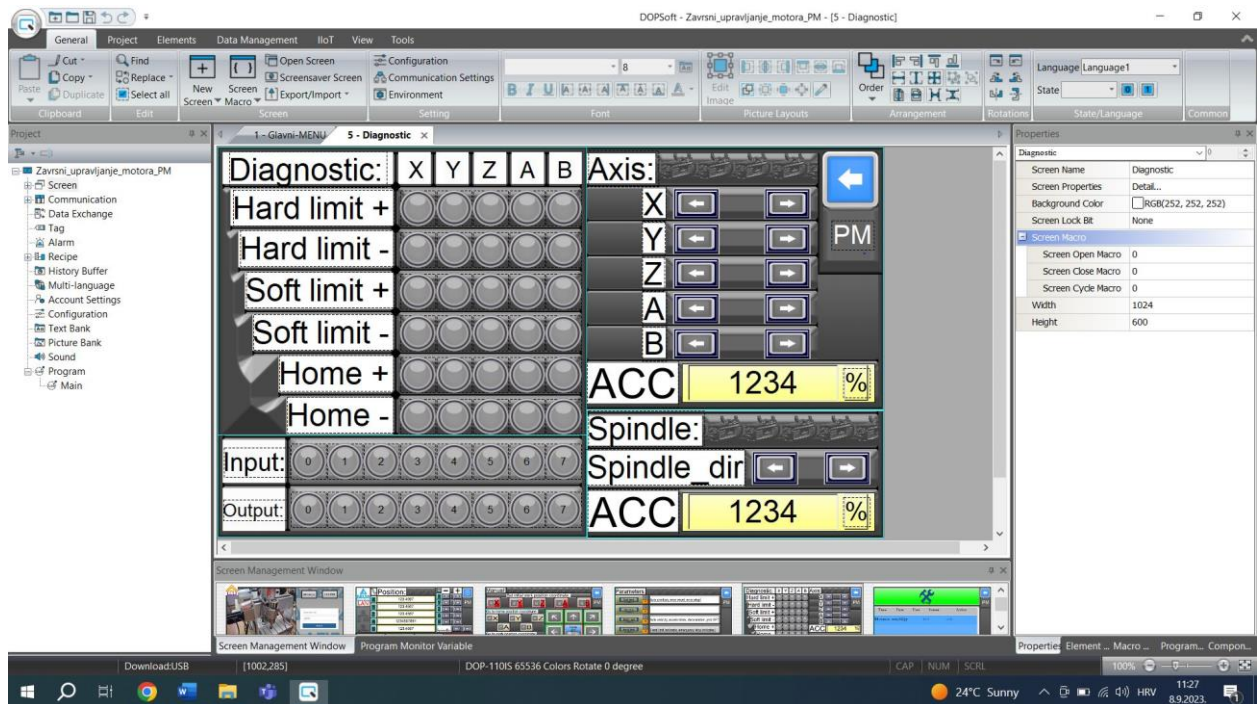 DOPSoft - Zavrsni_upravljanje_motora_PM - [5 - Diagnostic]
General Project Elements Data Management IIoT View Tools
Paste
Cut
Copy
Duplicate
Clipboard
Find
Replace
Select all
Edit
New Screen
Screen Macro
Open Screen
Screensaver Screen
Export/Import
Screen
Configuration
Communication Settings
Environment
Setting
8
B I U A A A A A A A
Font
Edit Image
Picture Layouts
Order
Arrangement
Rotations
Language Language1
State
State/Language
Common
Project
Zavrsni_upravljanje_motora_PM
Screen
Communication
Data Exchange
Tag
Alarm
Recipe
History Buffer
Multi-language
Account Settings
Configuration
Text Bank
Picture Bank
Sound
Program
Main
1 - Glavni-MENU
5 - Diagnostic
Diagnostic: X Y Z A B
Hard limit +
Hard limit -
Soft limit +
Soft limit -
Home +
Home -
Input: 0 1 2 3 4 5 6 7
Output: 0 1 2 3 4 5 6 7
Axis:
X
Y
Z
A
B
ACC 1234 %
PM
Spindle:
Spindle_dir
ACC 1234 %
Properties
Diagnostic 0
Screen Name Diagnostic
Screen Properties Detail...
Background Color RGB(252, 252, 252)
Screen Lock Bit None
Screen Macro
Screen Open Macro 0
Screen Close Macro 0
Screen Cycle Macro 0
Width 1024
Height 600
Screen Management Window
Position:
Parameters
Screen Management Window Program Monitor Variable
Properties Element ... Macro ... Program... Compon...
Download:USB [1002,285] DOP-110IS 65536 Colors Rotate 0 degree CAP NUM SCRL 100%
24°C Sunny HRV 11:27
8.9.2023.